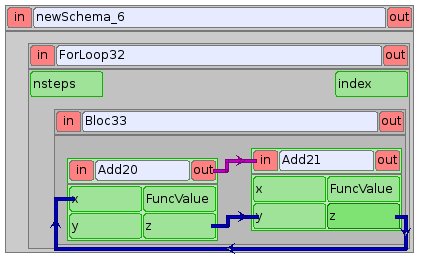 in newSchema_6 out
in ForLoop32 out
nsteps index
in Bloc33 out
in Add20 out in Add21 out
x FuncValue x FuncValue
y z y z